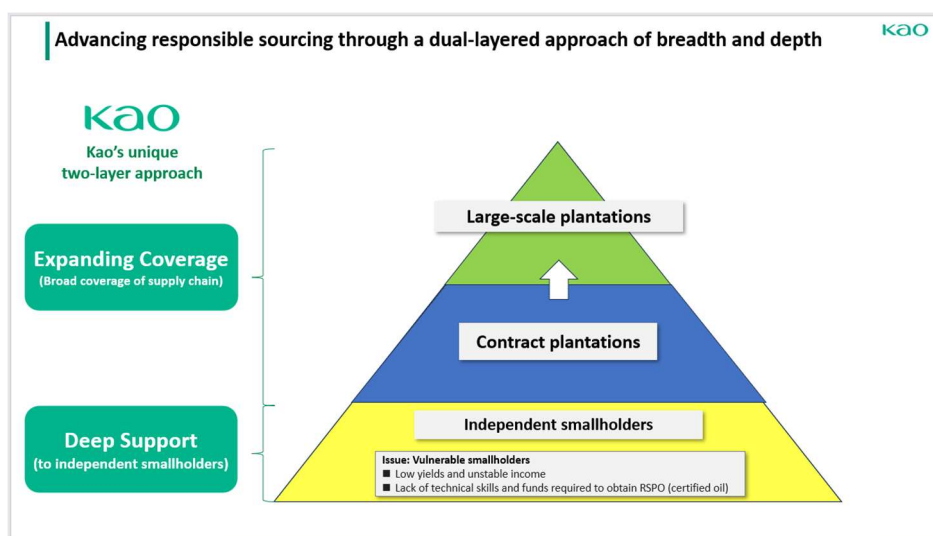 Advancing responsible sourcing through a dual-layered approach of breadth and depth
Kao
Kao
Kao's unique
two-layer approach
Expanding Coverage
(Broad coverage of supply chain)
Deep Support
(to independent smallholders)
Large-scale plantations
Contract plantations
Independent smallholders
Issue: Vulnerable smallholders
■ Low yields and unstable income
■ Lack of technical skills and funds required to obtain RSPO (certified oil)